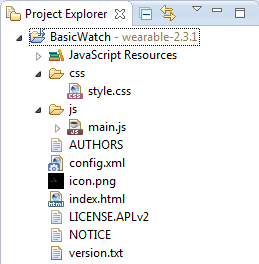 Project Explorer
BasicWatch - wearable-2.3.1
JavaScript Resources
css
style.css
js
main.js
AUTHORS
config.xml
icon.png
index.html
LICENSE.APLv2
NOTICE
version.txt